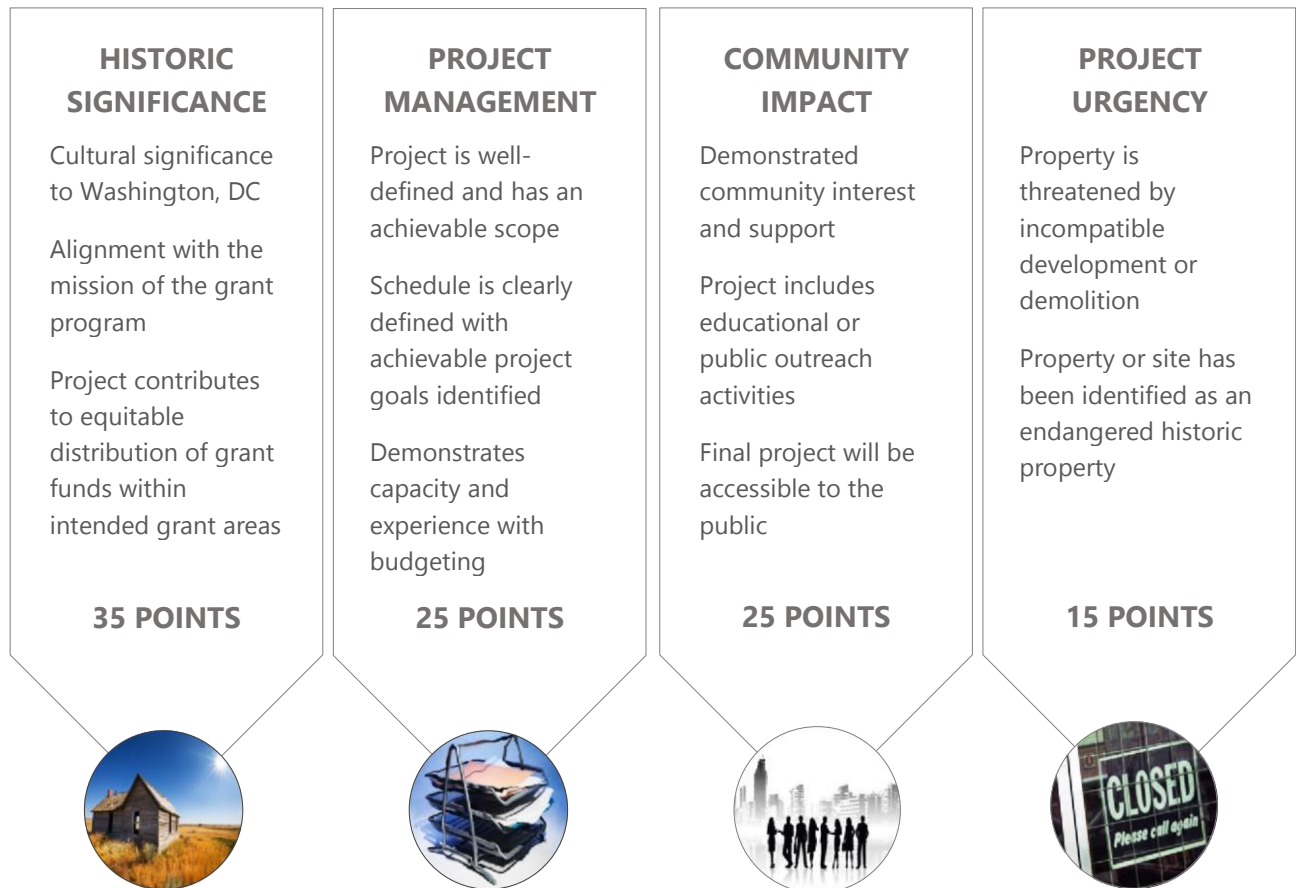 HISTORIC
SIGNIFICANCE
Cultural significance
to Washington, DC
Alignment with the
mission of the grant
program
Project contributes
to equitable
distribution of grant
funds within
intended grant areas
35 POINTS
PROJECT
MANAGEMENT
Project is well-
defined and has an
achievable scope
Schedule is clearly
defined with
achievable project
goals identified
Demonstrates
capacity and
experience with
budgeting
25 POINTS
COMMUNITY
IMPACT
Demonstrated
community interest
and support
Project includes
educational or
public outreach
activities
Final project will be
accessible to the
public
25 POINTS
PROJECT
URGENCY
Property is
threatened by
incompatible
development or
demolition
Property or site has
been identified as an
endangered historic
property
15 POINTS
CLOSED
Please call again